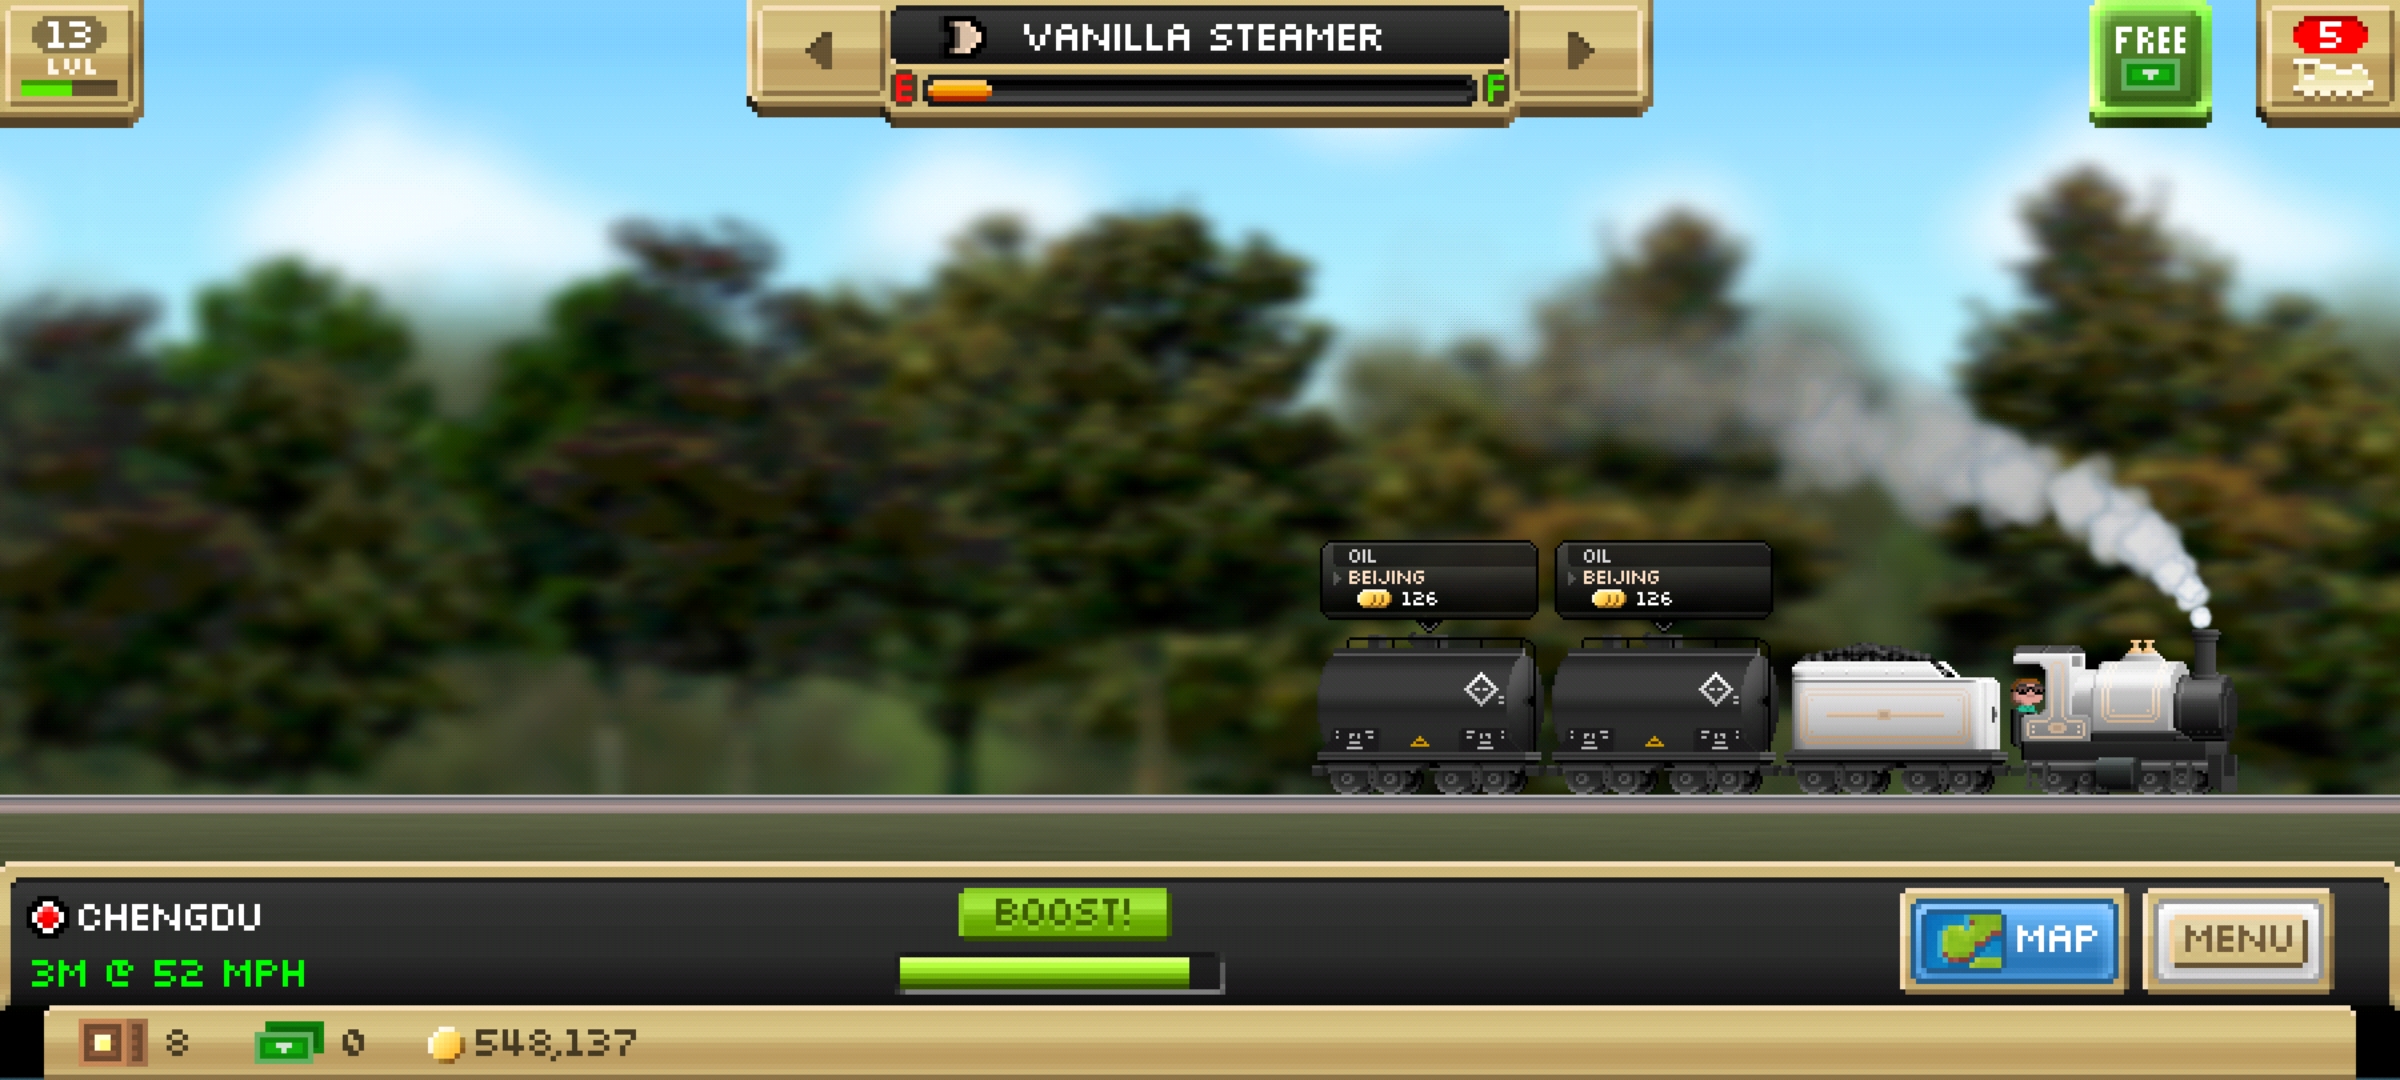 13
LVL
VANILLA STEAMER
E F
FREE
5
OIL
BEIJING
126
OIL
BEIJING
126
CHENGDU
3M @ 52 MPH
BOOST!
MAP
MENU
8 0 548,137